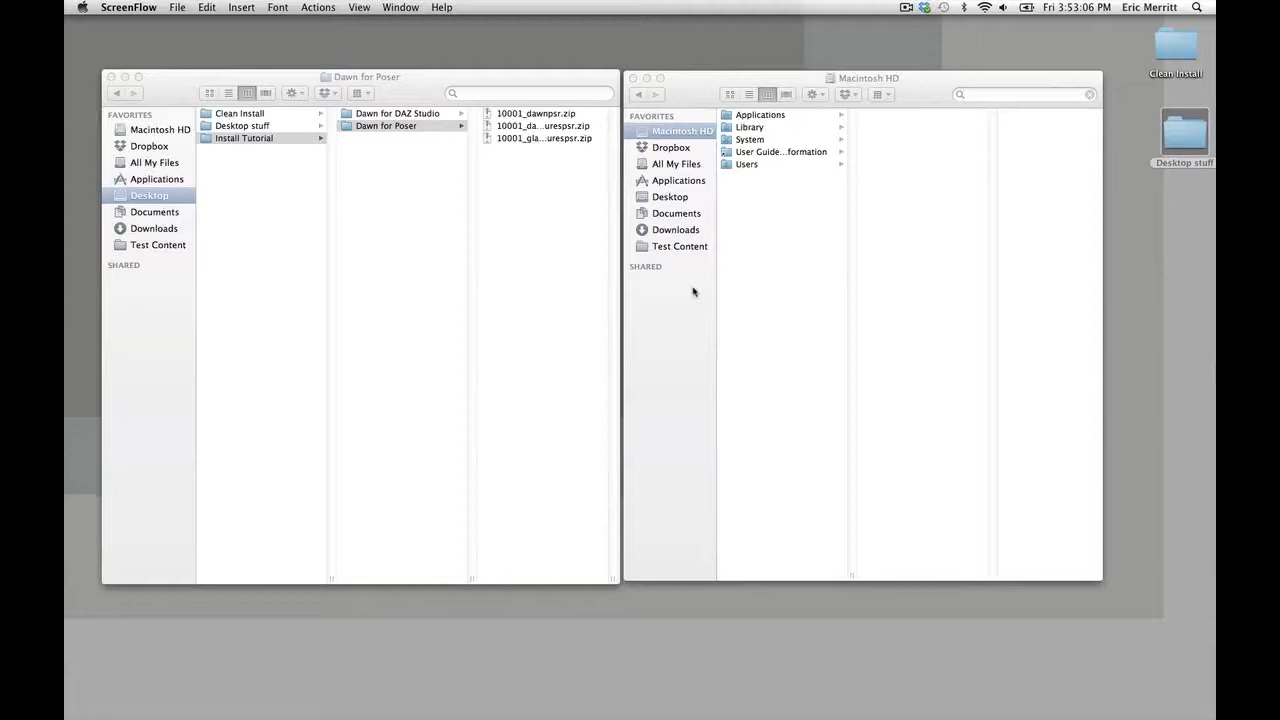 ScreenFlow File Edit Insert Font Actions View Window Help Fri 3:53:06 PM Eric Merritt
Clean Install
Desktop stuff
Dawn for Poser
FAVORITES
Macintosh HD
Dropbox
All My Files
Applications
Desktop
Documents
Downloads
Test Content
SHARED
Clean Install
Desktop stuff
Install Tutorial
Dawn for DAZ Studio
Dawn for Poser
10001_dawnpsr.zip
10001_da...urespsr.zip
10001_gla...urespsr.zip
Macintosh HD
FAVORITES
Macintosh HD
Dropbox
All My Files
Applications
Desktop
Documents
Downloads
Test Content
SHARED
Applications
Library
System
User Guide...formation
Users